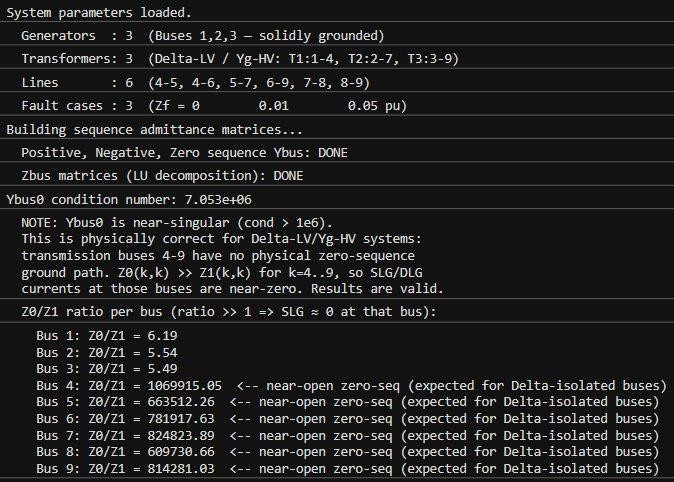 System parameters loaded.
Generators : 3 (Buses 1,2,3 — solidly grounded)
Transformers: 3 (Delta-LV / Yg-HV: T1:1-4, T2:2-7, T3:3-9)
Lines : 6 (4-5, 4-6, 5-7, 6-9, 7-8, 8-9)
Fault cases : 3 (Zf = 0 0.01 0.05 pu)
Building sequence admittance matrices...
Positive, Negative, Zero sequence Ybus: DONE
Zbus matrices (LU decomposition): DONE
Ybus0 condition number: 7.053e+06
NOTE: Ybus0 is near-singular (cond > 1e6).
This is physically correct for Delta-LV/Yg-HV systems:
transmission buses 4-9 have no physical zero-sequence
ground path. Z0(k,k) >> Z1(k,k) for k=4..9, so SLG/DLG
currents at those buses are near-zero. Results are valid.
Z0/Z1 ratio per bus (ratio >> 1 => SLG ≈ 0 at that bus):
Bus 1: Z0/Z1 = 6.19
Bus 2: Z0/Z1 = 5.54
Bus 3: Z0/Z1 = 5.49
Bus 4: Z0/Z1 = 1069915.05 <-- near-open zero-seq (expected for Delta-isolated buses)
Bus 5: Z0/Z1 = 663512.26 <-- near-open zero-seq (expected for Delta-isolated buses)
Bus 6: Z0/Z1 = 781917.63 <-- near-open zero-seq (expected for Delta-isolated buses)
Bus 7: Z0/Z1 = 824823.89 <-- near-open zero-seq (expected for Delta-isolated buses)
Bus 8: Z0/Z1 = 609730.66 <-- near-open zero-seq (expected for Delta-isolated buses)
Bus 9: Z0/Z1 = 814281.03 <-- near-open zero-seq (expected for Delta-isolated buses)